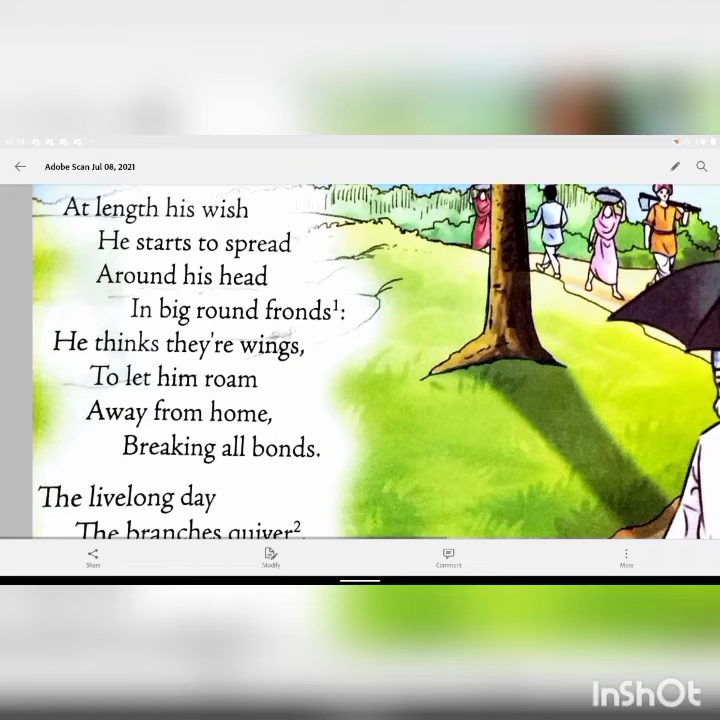 Adobe Scan Jul 08, 2021
At length his wish
He starts to spread
Around his head
In big round fronds¹:
He thinks they're wings,
To let him roam
Away from home,
Breaking all bonds.
The livelong day
The branches quiver²
Share
Modify
Comment
More
InShOt